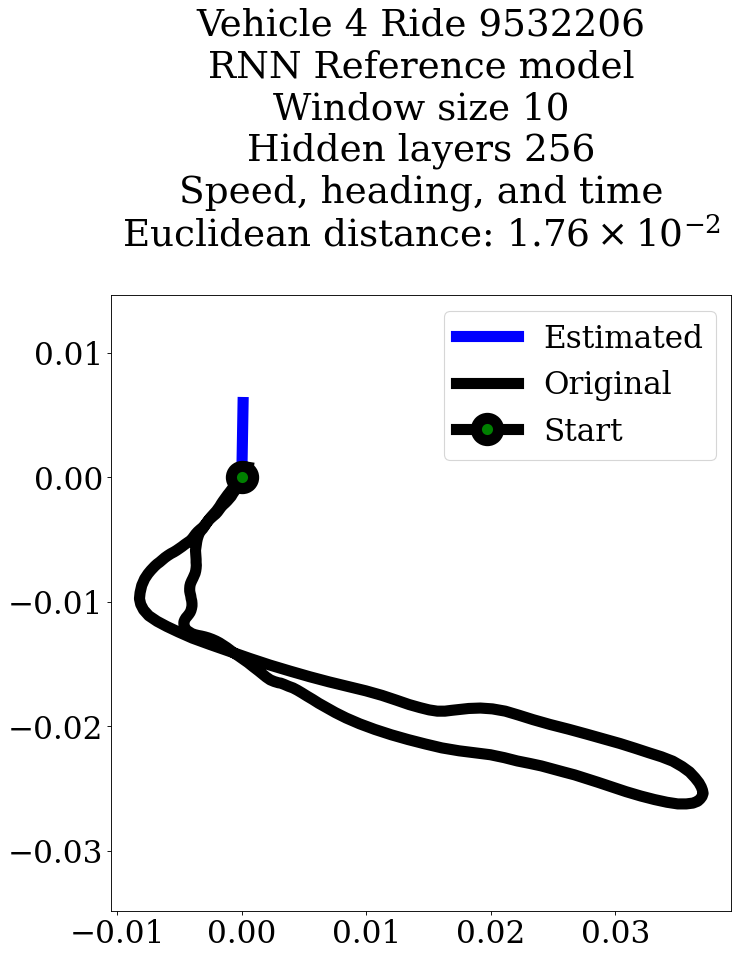 Vehicle 4 Ride 9532206
RNN Reference model
Window size 10
Hidden layers 256
Speed, heading, and time
Euclidean distance: 1.76 × 10⁻²
Estimated
Original
Start
0.01
0.00
−0.01
−0.02
−0.03
−0.01 0.00 0.01 0.02 0.03